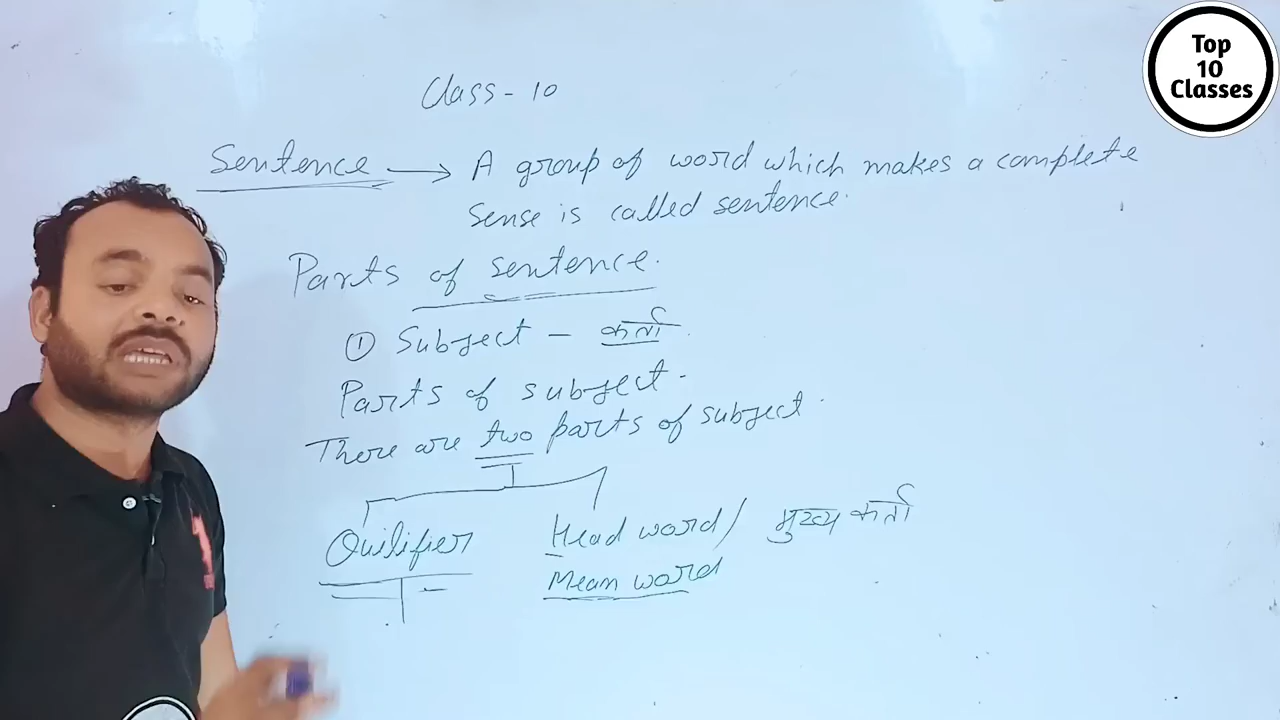 Top
10
Classes
Class - 10
Sentence → A group of word which makes a complete
sense is called sentence.
Parts of sentence.
① Subject - कर्ता
Parts of subject.
There are two parts of subject.
Quilifier Head word/ मुख्य कर्ता
Mean word